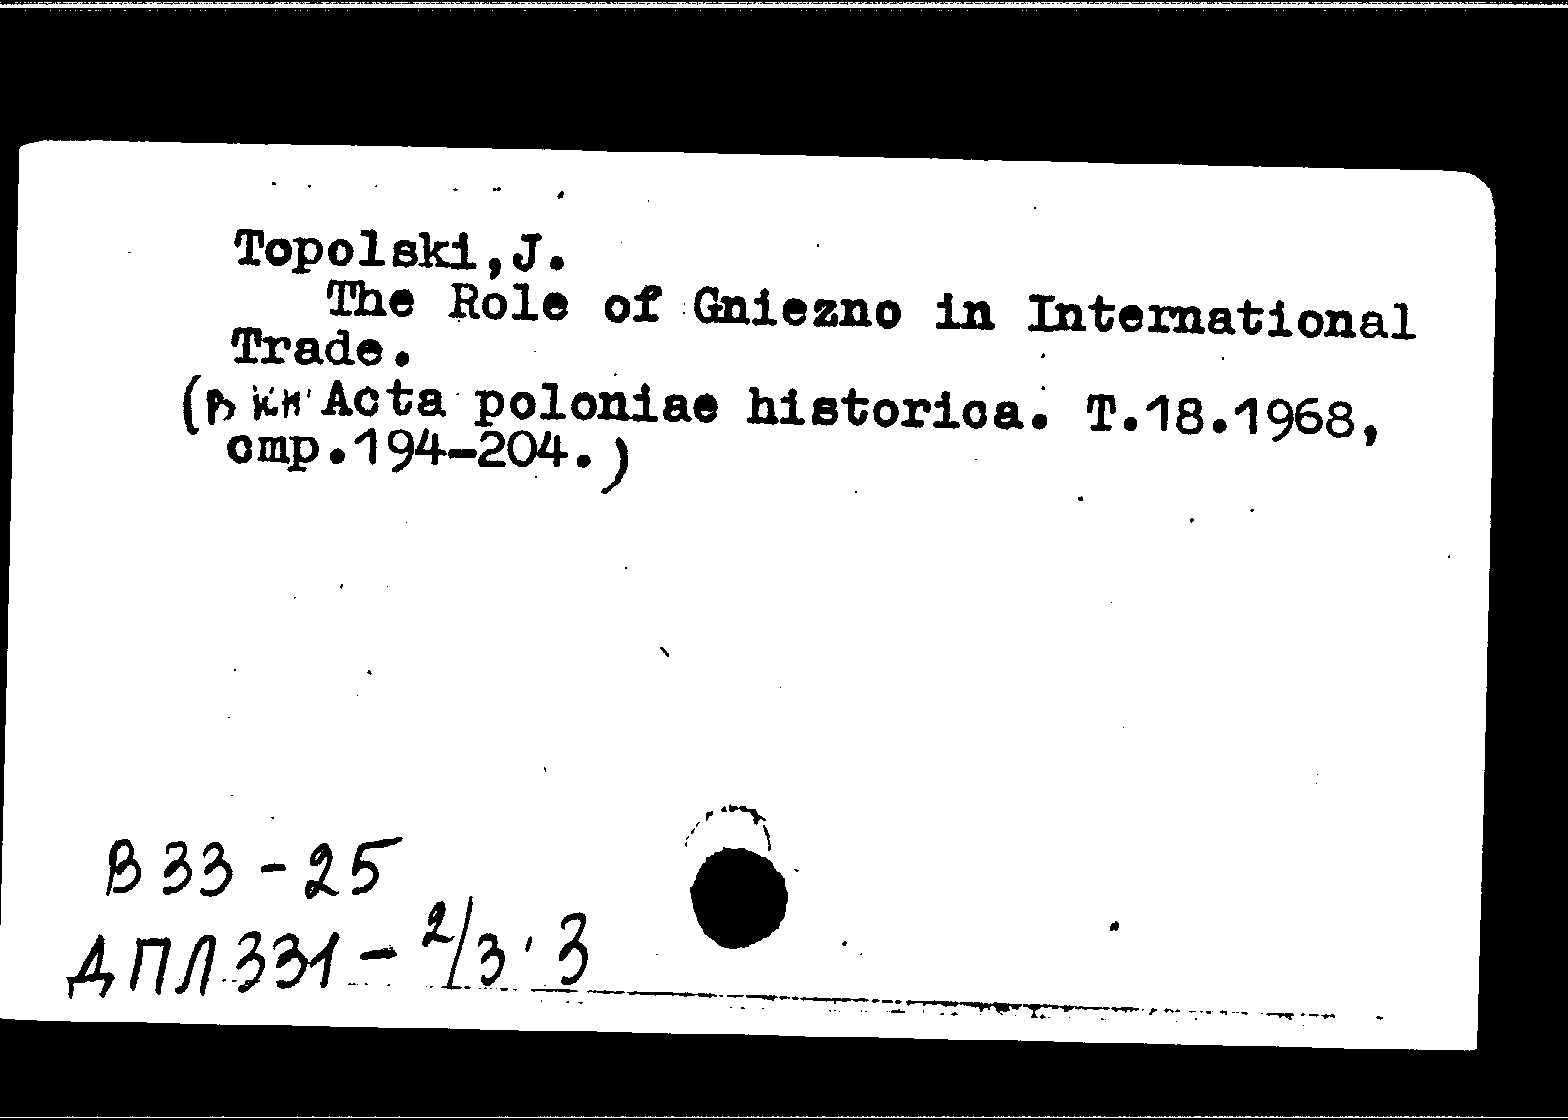 Topolski,J.
The Role of Gniezno in International
Trade.
(в кн Acta poloniae historica. T.18.1968,
cmp.194-204.)
В 33 - 25
ДПЛ 331 - 2/3 · 3